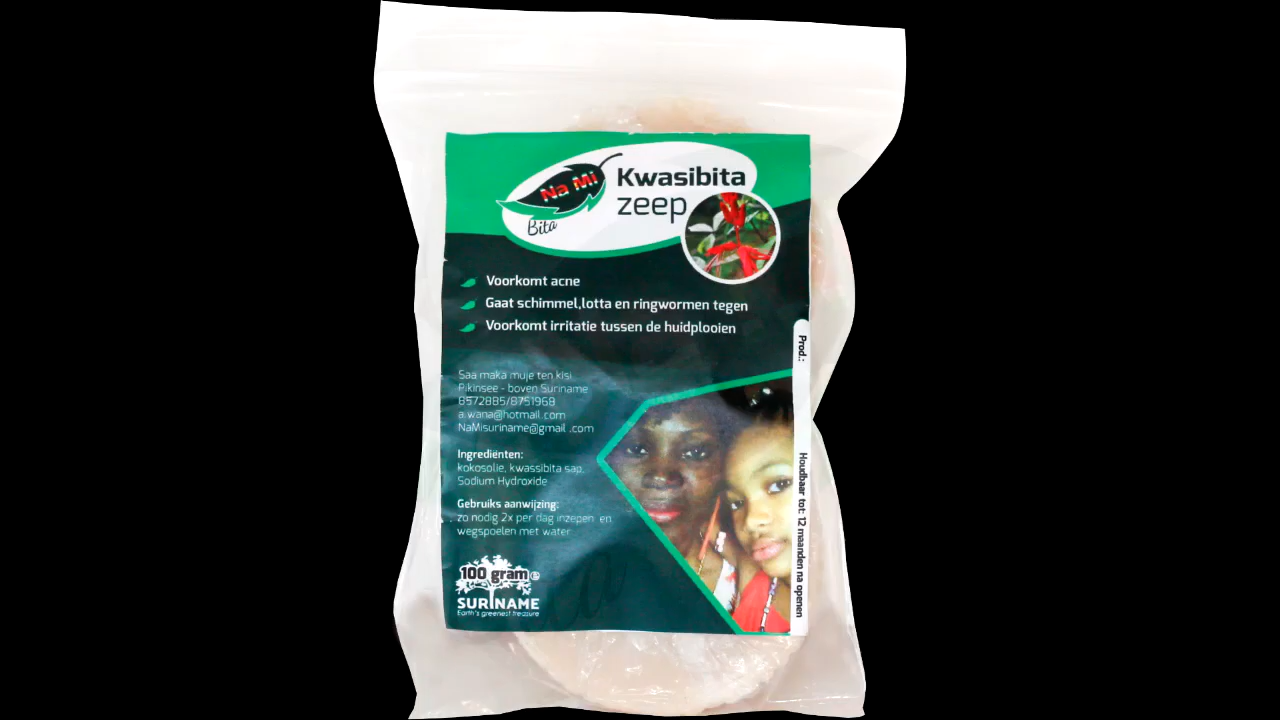 Na Mi
Bita
Kwasibita
zeep
Voorkomt acne
Gaat schimmel,lotta en ringwormen tegen
Voorkomt irritatie tussen de huidplooien
Saa maka muje ten kisi
Pikinsee - boven Suriname
8572885/8751968
a.wana@hotmail.com
NaMisuriname@gmail .com
Ingrediënten:
kokosolie, kwassibita sap,
Sodium Hydroxide
Gebruiks aanwijzing:
zo nodig 2x per dag inzepen en
wegspoelen met water
100 gram e
SURINAME
Earth's greenest treasure
Prod.:
Houdbaar tot: 12 maanden na openen